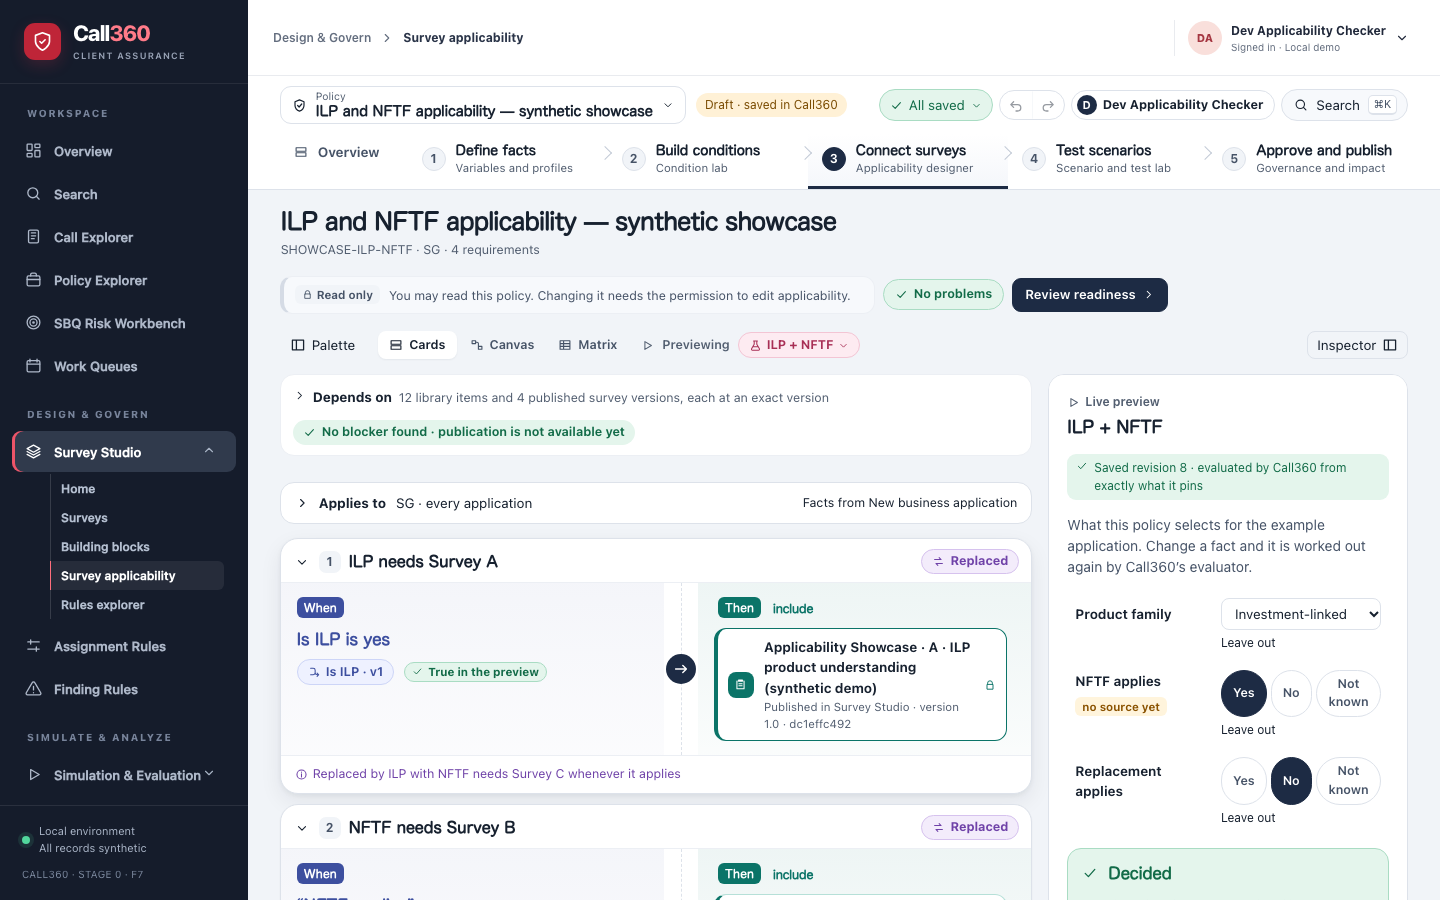 Call360
CLIENT ASSURANCE
WORKSPACE
Overview
Search
Call Explorer
Policy Explorer
SBQ Risk Workbench
Work Queues
DESIGN & GOVERN
Survey Studio
Home
Surveys
Building blocks
Survey applicability
Rules explorer
Assignment Rules
Finding Rules
SIMULATE & ANALYZE
Simulation & Evaluation
Local environment
All records synthetic
CALL360 · STAGE 0 · F7
Design & Govern
Survey applicability
DA
Dev Applicability Checker
Signed in · Local demo
Policy
ILP and NFTF applicability — synthetic showcase
Draft · saved in Call360
All saved
D Dev Applicability Checker
Search ⌘K
Overview
1 Define facts
Variables and profiles
2 Build conditions
Condition lab
3 Connect surveys
Applicability designer
4 Test scenarios
Scenario and test lab
5 Approve and publish
Governance and impact
ILP and NFTF applicability — synthetic showcase
SHOWCASE-ILP-NFTF · SG · 4 requirements
Read only You may read this policy. Changing it needs the permission to edit applicability.
No problems
Review readiness
Palette
Cards
Canvas
Matrix
Previewing
ILP + NFTF
Inspector
Depends on 12 library items and 4 published survey versions, each at an exact version
No blocker found · publication is not available yet
Applies to SG · every application
Facts from New business application
1 ILP needs Survey A
Replaced
When
Is ILP is yes
Is ILP · v1
True in the preview
Then include
Applicability Showcase · A · ILP
product understanding
(synthetic demo)
Published in Survey Studio · version
1.0 · dc1effc492
Replaced by ILP with NFTF needs Survey C whenever it applies
2 NFTF needs Survey B
Replaced
When
Then include
Live preview
ILP + NFTF
Saved revision 8 · evaluated by Call360 from
exactly what it pins
What this policy selects for the example
application. Change a fact and it is worked out
again by Call360's evaluator.
Product family
Investment-linked
Leave out
NFTF applies
no source yet
Yes
No
Not
known
Leave out
Replacement
applies
Yes
No
Not
known
Leave out
Decided